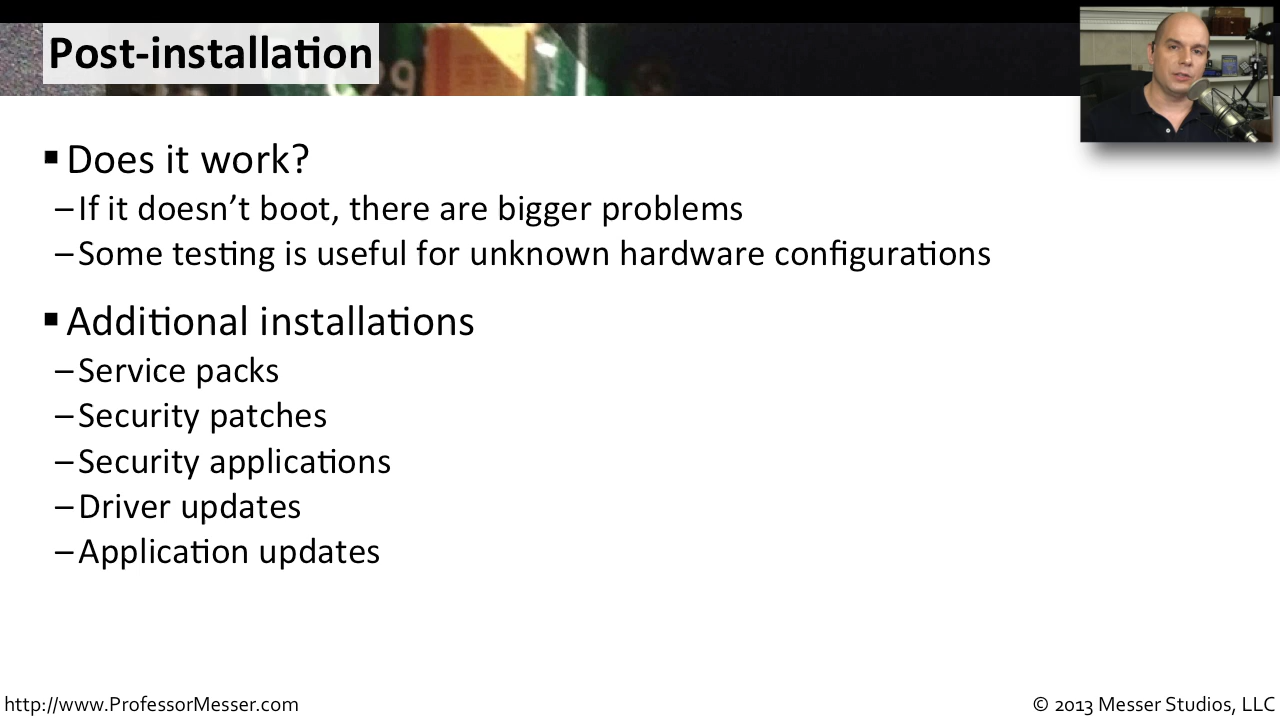 Post-installation
▪ Does it work?
– If it doesn’t boot, there are bigger problems
– Some testing is useful for unknown hardware configurations
▪ Additional installations
– Service packs
– Security patches
– Security applications
– Driver updates
– Application updates
http://www.ProfessorMesser.com
© 2013 Messer Studios, LLC